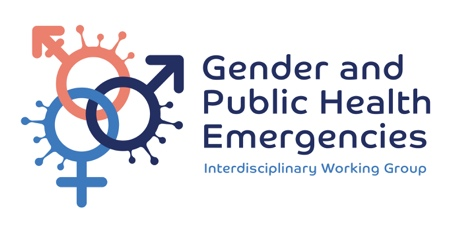 Gender and
Public Health
Emergencies
Interdisciplinary Working Group